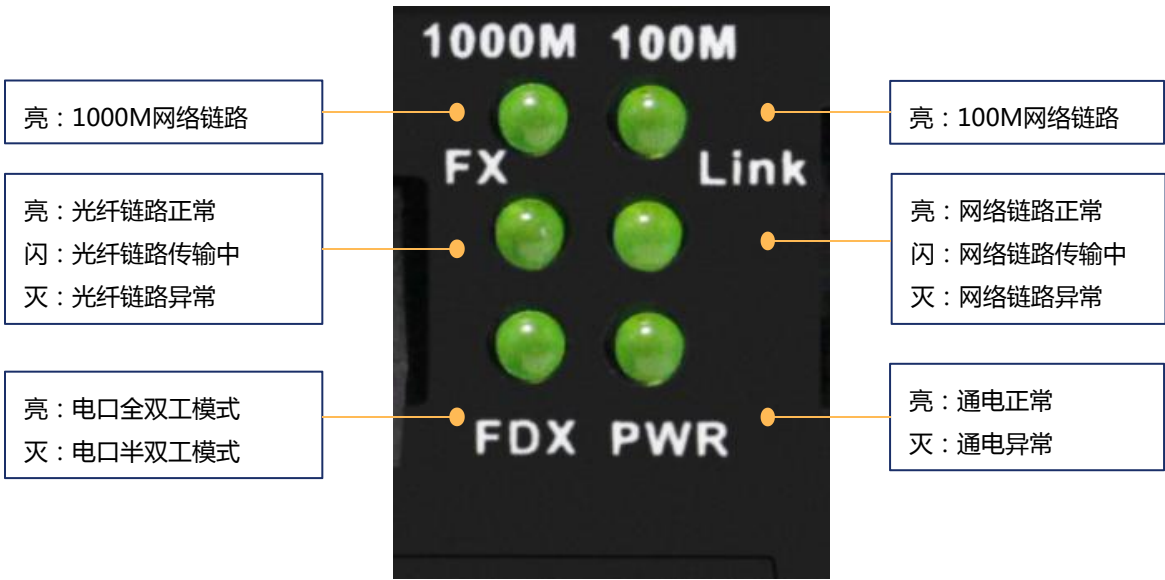 1000M 100M
亮：1000M网络链路
亮：100M网络链路
FX
Link
亮：光纤链路正常
闪：光纤链路传输中
灭：光纤链路异常
亮：网络链路正常
闪：网络链路传输中
灭：网络链路异常
亮：电口全双工模式
灭：电口半双工模式
亮：通电正常
灭：通电异常
FDX PWR